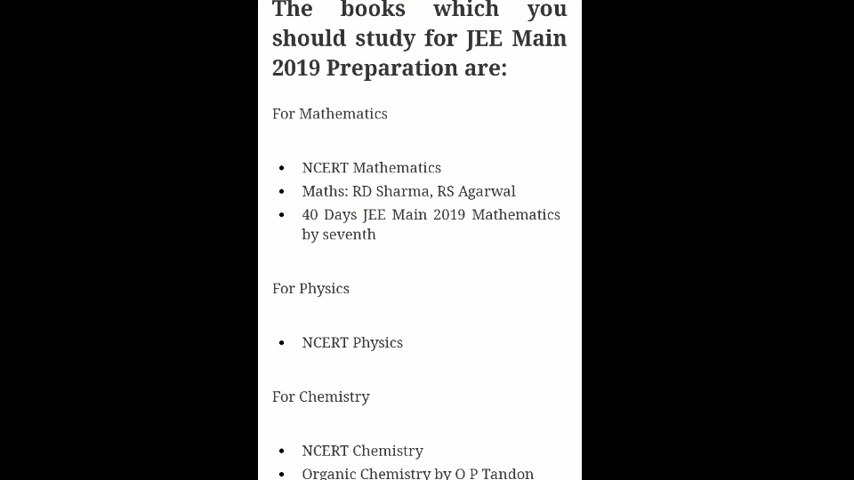 The books which you
should study for JEE Main
2019 Preparation are:
For Mathematics
• NCERT Mathematics
• Maths: RD Sharma, RS Agarwal
• 40 Days JEE Main 2019 Mathematics
by seventh
For Physics
• NCERT Physics
For Chemistry
• NCERT Chemistry
• Organic Chemistry by O P Tandon